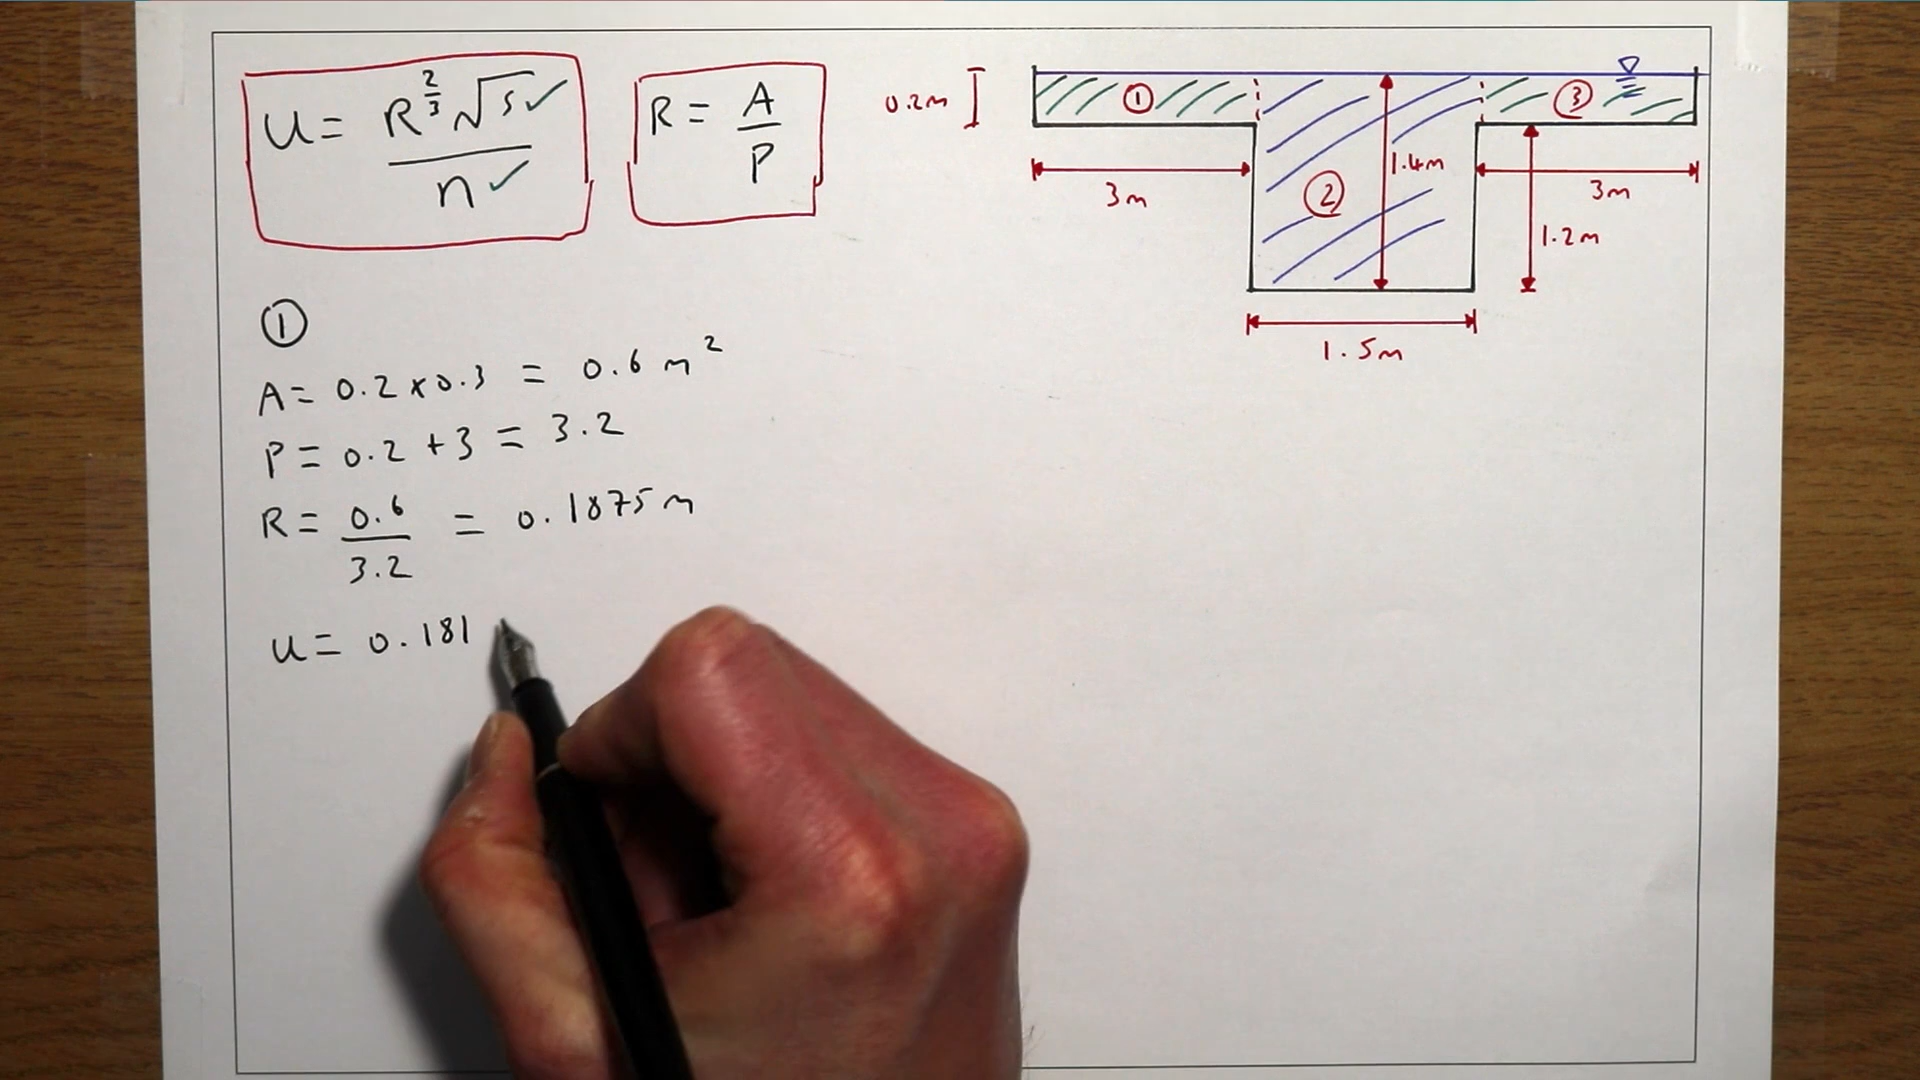 U = R^{2/3} √s ✓ / n ✓
R = A / P
0.2m
①
②
③
1.4m
3m
3m
1.2m
1.5m
①
A = 0.2 x 0.3 = 0.6 m²
P = 0.2 + 3 = 3.2
R = 0.6 / 3.2 = 0.1875 m
U = 0.181